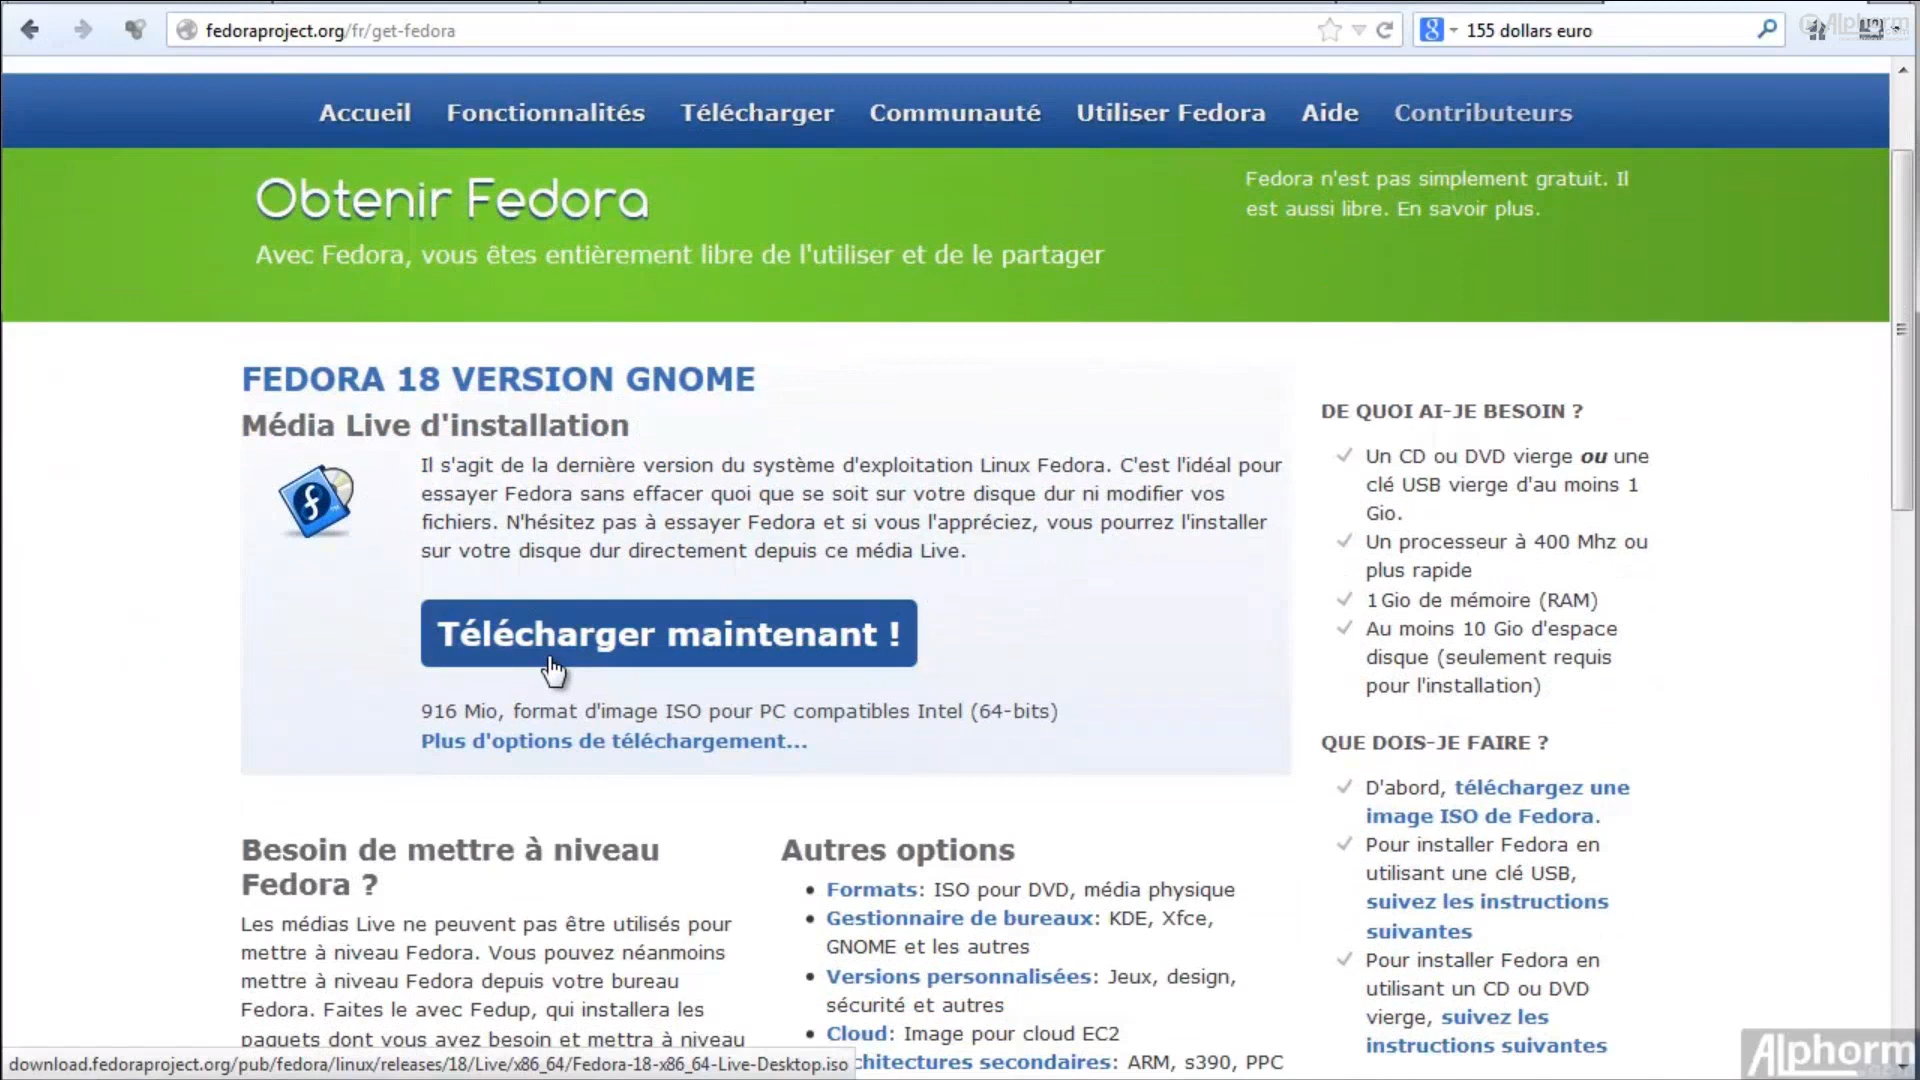 fedoraproject.org/fr/get-fedora
155 dollars euro
Accueil Fonctionnalités Télécharger Communauté Utiliser Fedora Aide Contributeurs
Obtenir Fedora
Avec Fedora, vous êtes entièrement libre de l'utiliser et de le partager
Fedora n'est pas simplement gratuit. Il
est aussi libre. En savoir plus.
FEDORA 18 VERSION GNOME
Média Live d'installation
Il s'agit de la dernière version du système d'exploitation Linux Fedora. C'est l'idéal pour
essayer Fedora sans effacer quoi que se soit sur votre disque dur ni modifier vos
fichiers. N'hésitez pas à essayer Fedora et si vous l'appréciez, vous pourrez l'installer
sur votre disque dur directement depuis ce média Live.
Télécharger maintenant !
916 Mio, format d'image ISO pour PC compatibles Intel (64-bits)
Plus d'options de téléchargement...
DE QUOI AI-JE BESOIN ?
Un CD ou DVD vierge ou une
clé USB vierge d'au moins 1
Gio.
Un processeur à 400 Mhz ou
plus rapide
1 Gio de mémoire (RAM)
Au moins 10 Gio d'espace
disque (seulement requis
pour l'installation)
QUE DOIS-JE FAIRE ?
D'abord, téléchargez une
image ISO de Fedora.
Pour installer Fedora en
utilisant une clé USB,
suivez les instructions
suivantes
Pour installer Fedora en
utilisant un CD ou DVD
vierge, suivez les
instructions suivantes
Besoin de mettre à niveau
Fedora ?
Les médias Live ne peuvent pas être utilisés pour
mettre à niveau Fedora. Vous pouvez néanmoins
mettre à niveau Fedora depuis votre bureau
Fedora. Faites le avec Fedup, qui installera les
paquets dont vous avez besoin et mettra à niveau
Autres options
Formats: ISO pour DVD, média physique
Gestionnaire de bureaux: KDE, Xfce,
GNOME et les autres
Versions personnalisées: Jeux, design,
sécurité et autres
Cloud: Image pour cloud EC2
chitectures secondaires: ARM, s390, PPC
download.fedoraproject.org/pub/fedora/linux/releases/18/Live/x86_64/Fedora-18-x86_64-Live-Desktop.iso
Alphorm